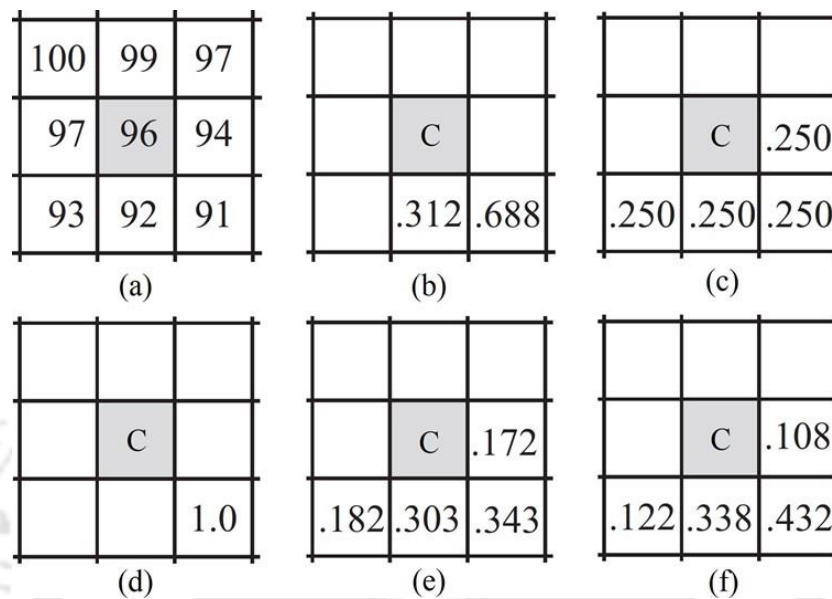 100 99 97
97 96 94 C C .250
93 92 91 .312 .688 .250 .250 .250
(a) (b) (c)
C C .172 C .108
1.0 .182 .303 .343 .122 .338 .432
(d) (e) (f)